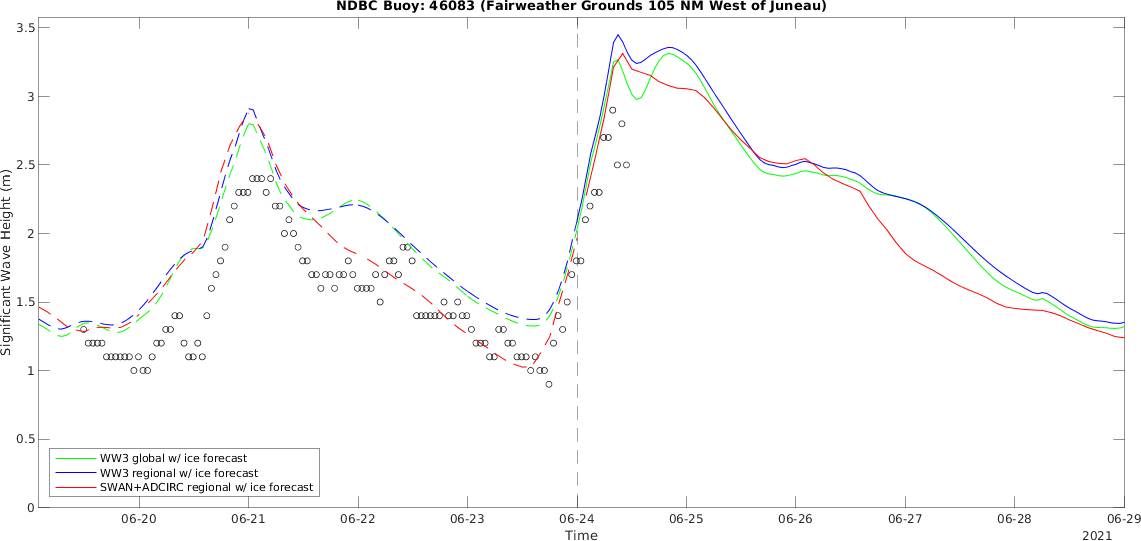 NDBC Buoy: 46083 (Fairweather Grounds 105 NM West of Juneau)
3.5
3
2.5
2
1.5
1
0.5
0
Significant Wave Height (m)
WW3 global w/ ice forecast
WW3 regional w/ ice forecast
SWAN+ADCIRC regional w/ ice forecast
06-20 06-21 06-22 06-23 06-24 06-25 06-26 06-27 06-28 06-29
Time
2021